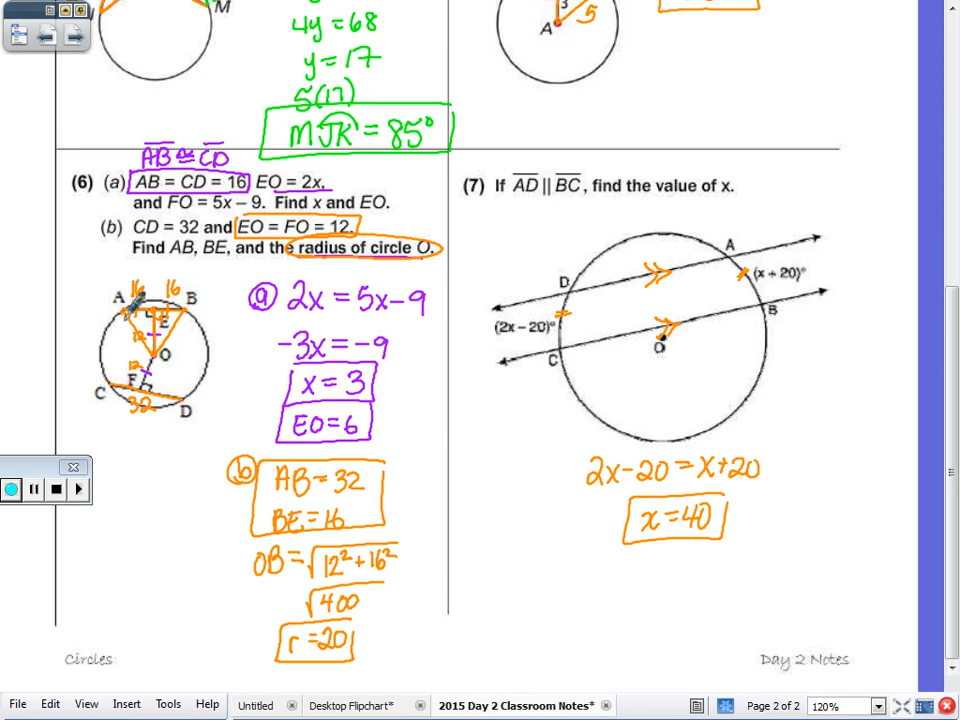 M
4y = 68
y = 17
5(17)
m JK = 85°
3
5
A
AB ≅ CD
(6) (a) AB = CD = 16, EO = 2x,
and FO = 5x – 9. Find x and EO.
(b) CD = 32 and EO = FO = 12.
Find AB, BE, and the radius of circle O.
16 16
A B
E
12
O
12
F
C
32 D
(a) 2x = 5x – 9
-3x = -9
x = 3
EO = 6
(b) AB = 32
BE = 16
OB = √12² + 16²
√400
r = 20
(7) If AD || BC, find the value of x.
A
D
(x + 20)°
B
(2x – 20)°
O
C
2x – 20 = x + 20
x = 40
Circles
Day 2 Notes
File Edit View Insert Tools Help Untitled Desktop Flipchart* 2015 Day 2 Classroom Notes* Page 2 of 2 120%